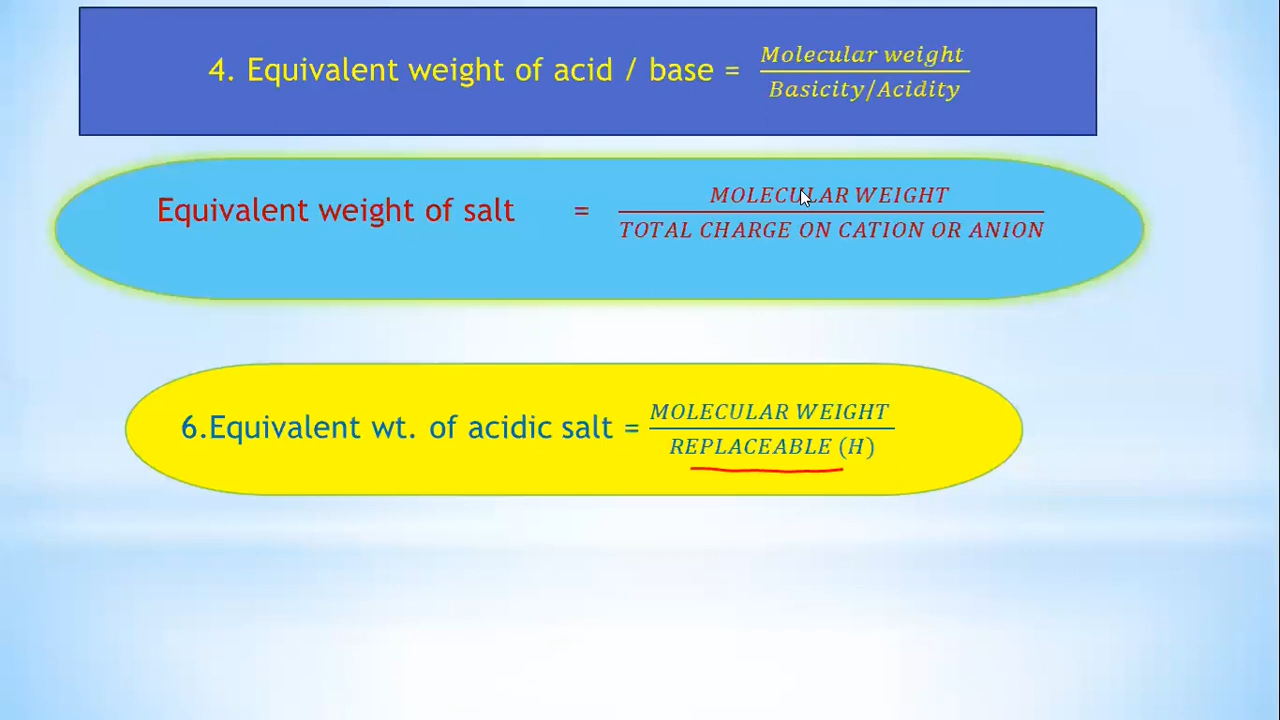 4. Equivalent weight of acid / base = Molecular weight
Basicity/Acidity
Equivalent weight of salt = MOLECULAR WEIGHT
TOTAL CHARGE ON CATION OR ANION
6.Equivalent wt. of acidic salt = MOLECULAR WEIGHT
REPLACEABLE (H)